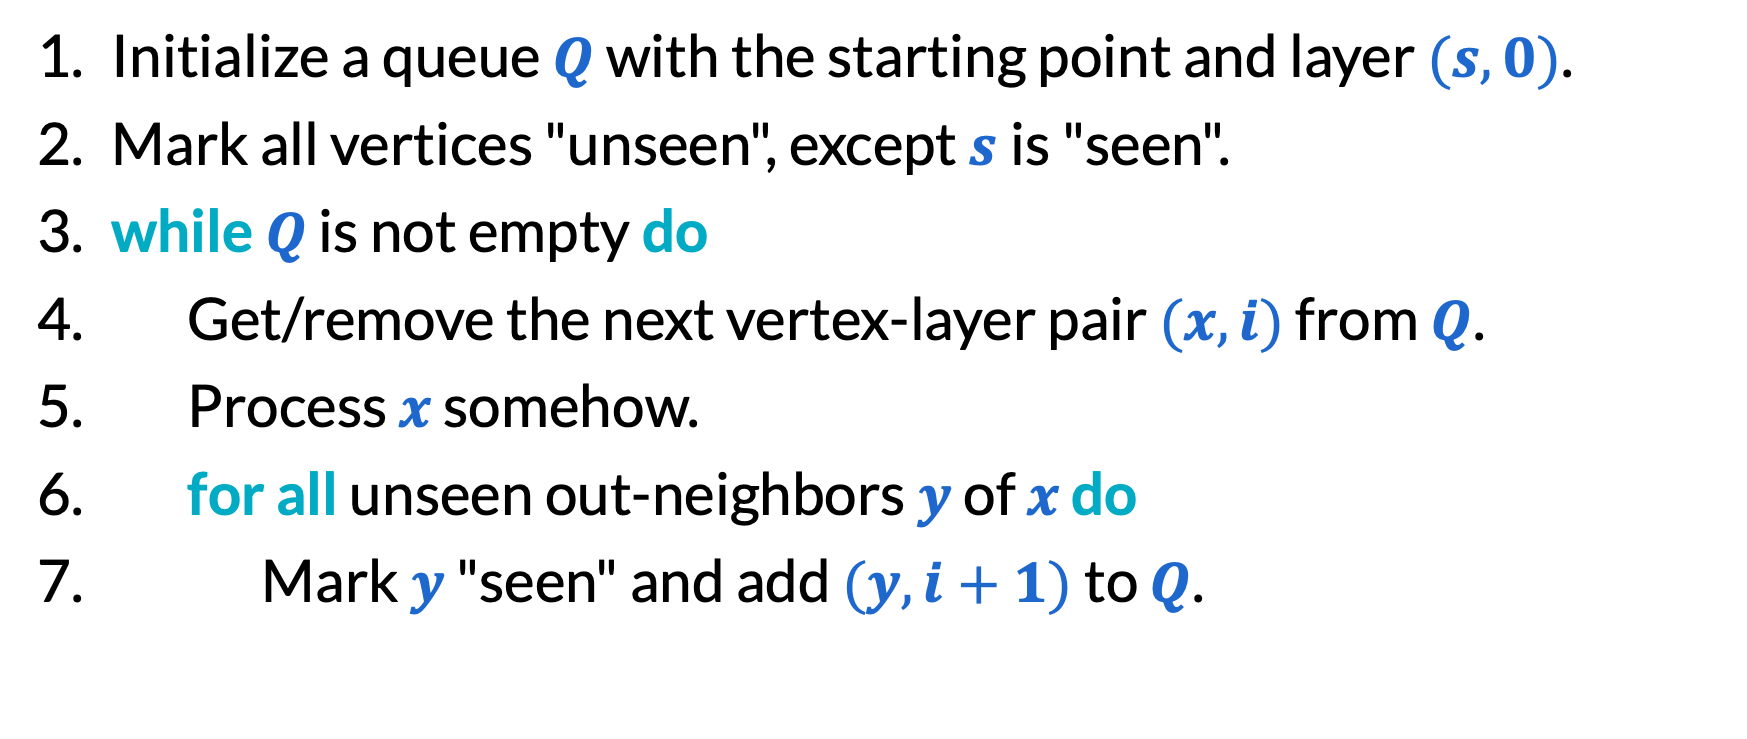 1. Initialize a queue Q with the starting point and layer (s, 0).
2. Mark all vertices "unseen", except s is "seen".
3. while Q is not empty do
4. Get/remove the next vertex-layer pair (x, i) from Q.
5. Process x somehow.
6. for all unseen out-neighbors y of x do
7. Mark y "seen" and add (y, i + 1) to Q.